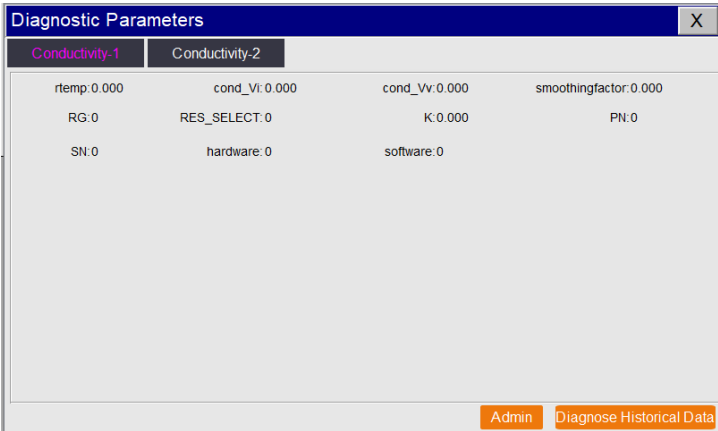 Diagnostic Parameters X
Conductivity-1 Conductivity-2
rtemp:0.000 cond_Vi:0.000 cond_Vv:0.000 smoothingfactor:0.000
RG:0 RES_SELECT:0 K:0.000 PN:0
SN:0 hardware:0 software:0
Admin Diagnose Historical Data